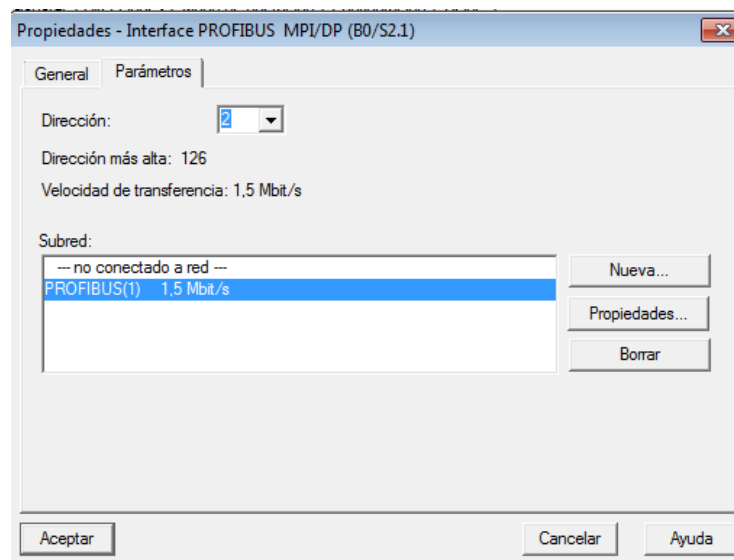 Propiedades - Interface PROFIBUS MPI/DP (B0/S2.1)
General Parámetros
Dirección: 2
Dirección más alta: 126
Velocidad de transferencia: 1,5 Mbit/s
Subred:
--- no conectado a red ---
PROFIBUS(1) 1,5 Mbit/s
Nueva...
Propiedades...
Borrar
Aceptar Cancelar Ayuda